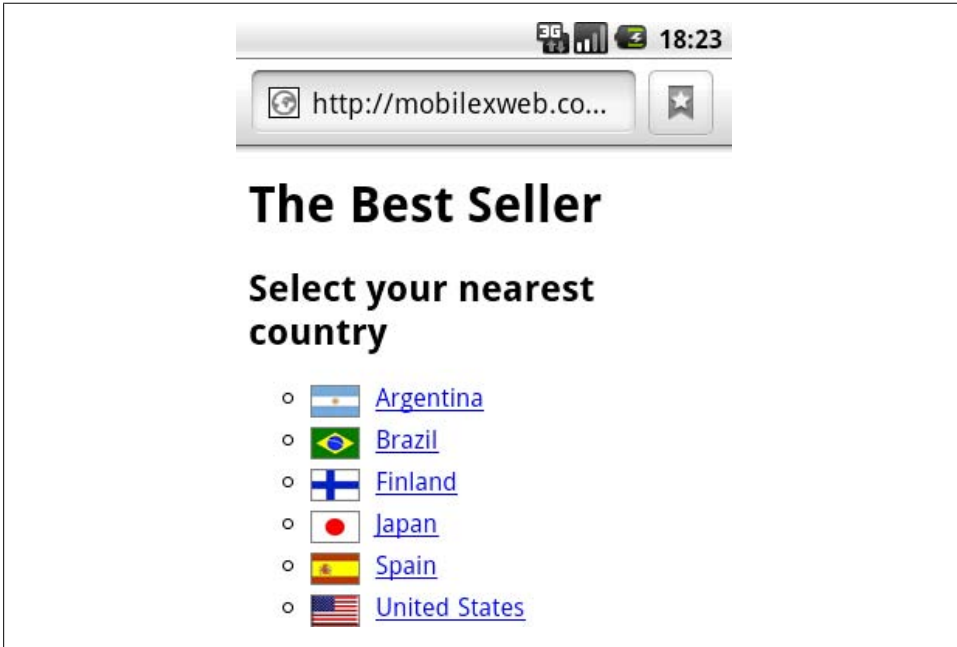 3G 18:23
http://mobilexweb.co...
The Best Seller
Select your nearest
country
Argentina
Brazil
Finland
Japan
Spain
United States